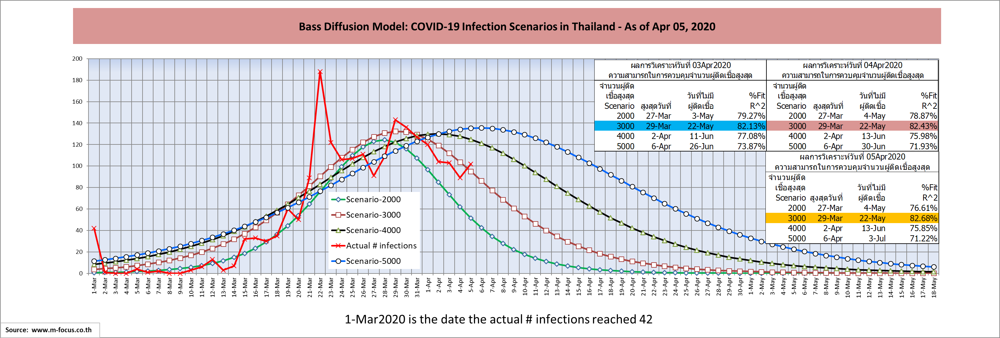 Bass Diffusion Model: COVID-19 Infection Scenarios in Thailand - As of Apr 05, 2020
200
180
160
140
120
100
80
60
40
20
0
ผลการวิเคราะห์วันที่ 03Apr2020
ความสามารถในการควบคุมจำนวนผู้ติดเชื้อสูงสุด
จำนวนผู้ติด
เชื้อสูงสุด วันที่ไม่มี %Fit
Scenario สูงสุดวันที่ ผู้ติดเชื้อ R^2
2000 27-Mar 3-May 79.27%
3000 29-Mar 22-May 82.13%
4000 2-Apr 11-Jun 77.08%
5000 6-Apr 26-Jun 73.87%
ผลการวิเคราะห์วันที่ 04Apr2020
ความสามารถในการควบคุมจำนวนผู้ติดเชื้อสูงสุด
จำนวนผู้ติด
เชื้อสูงสุด วันที่ไม่มี %Fit
Scenario สูงสุดวันที่ ผู้ติดเชื้อ R^2
2000 27-Mar 4-May 78.87%
3000 29-Mar 22-May 82.43%
4000 2-Apr 13-Jun 75.98%
5000 6-Apr 30-Jun 71.93%
ผลการวิเคราะห์วันที่ 05Apr2020
ความสามารถในการควบคุมจำนวนผู้ติดเชื้อสูงสุด
จำนวนผู้ติด
เชื้อสูงสุด วันที่ไม่มี %Fit
Scenario สูงสุดวันที่ ผู้ติดเชื้อ R^2
2000 27-Mar 4-May 76.61%
3000 29-Mar 22-May 82.68%
4000 2-Apr 13-Jun 75.85%
5000 6-Apr 3-Jul 71.22%
Scenario-2000
Scenario-3000
Scenario-4000
Actual # infections
Scenario-5000
1-Mar
2-Mar
3-Mar
4-Mar
5-Mar
6-Mar
7-Mar
8-Mar
9-Mar
10-Mar
11-Mar
12-Mar
13-Mar
14-Mar
15-Mar
16-Mar
17-Mar
18-Mar
19-Mar
20-Mar
21-Mar
22-Mar
23-Mar
24-Mar
25-Mar
26-Mar
27-Mar
28-Mar
29-Mar
30-Mar
31-Mar
1-Apr
2-Apr
3-Apr
4-Apr
5-Apr
6-Apr
7-Apr
8-Apr
9-Apr
10-Apr
11-Apr
12-Apr
13-Apr
14-Apr
15-Apr
16-Apr
17-Apr
18-Apr
19-Apr
20-Apr
21-Apr
22-Apr
23-Apr
24-Apr
25-Apr
26-Apr
27-Apr
28-Apr
29-Apr
30-Apr
1-May
2-May
3-May
4-May
5-May
6-May
7-May
8-May
9-May
10-May
11-May
12-May
13-May
14-May
15-May
16-May
17-May
18-May
1-Mar2020 is the date the actual # infections reached 42
Source: www.m-focus.co.th